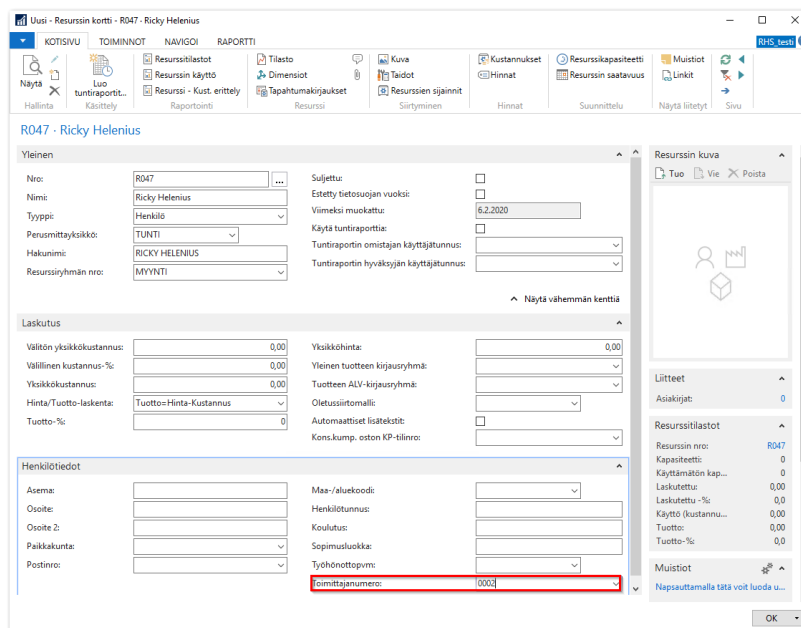 Uusi - Resurssin kortti - R047 · Ricky Helenius
KOTISIVU TOIMINNOT NAVIGOI RAPORTTI
RHS_testi
Näytä
Hallinta
Luo
tuntiraportit...
Käsittely
Resurssitilastot
Resurssin käyttö
Resurssi - Kust. erittely
Raportointi
Tilasto
Dimensiot
Tapahtumakirjaukset
Resurssi
Kuva
Taidot
Resurssien sijainnit
Siirtyminen
Kustannukset
Hinnat
Hinnat
Resurssikapasiteetti
Resurssin saatavuus
Suunnittelu
Muistiot
Linkit
Näytä liitetyt
Sivu
R047 · Ricky Helenius
Yleinen
Nro: R047 ...
Nimi: Ricky Helenius
Tyyppi: Henkilö
Perusmittayksikkö: TUNTI
Hakunimi: RICKY HELENIUS
Resurssiryhmän nro: MYYNTI
Suljettu:
Estetty tietosuojan vuoksi:
Viimeksi muokattu: 6.2.2020
Käytä tuntiraporttia:
Tuntiraportin omistajan käyttäjätunnus:
Tuntiraportin hyväksyjän käyttäjätunnus:
Näytä vähemmän kenttiä
Laskutus
Välitön yksikkökustannus: 0,00
Välillinen kustannus-%: 0,00
Yksikkökustannus: 0,00
Hinta/Tuotto-laskenta: Tuotto=Hinta-Kustannus
Tuotto-%: 0
Yksikköhinta: 0,00
Yleinen tuotteen kirjausryhmä:
Tuotteen ALV-kirjausryhmä:
Oletussiirtomalli:
Automaattiset lisätekstit:
Kons.kump. oston KP-tilinro:
Henkilötiedot
Asema:
Osoite:
Osoite 2:
Paikkakunta:
Postinro:
Maa-/aluekoodi:
Henkilötunnus:
Koulutus:
Sopimusluokka:
Työhönottopvm:
Toimittajanumero: 0002
Resurssin kuva
Tuo Vie Poista
Liitteet
Asiakirjat: 0
Resurssitilastot
Resurssin nro: R047
Kapasiteetti: 0
Käyttämätön kap... 0
Laskutettu: 0,00
Laskutettu -%: 0,0
Käyttö (kustannu... 0,00
Tuotto: 0,00
Tuotto-%: 0,0
Muistiot
Napsauttamalla tätä voit luoda u...
OK